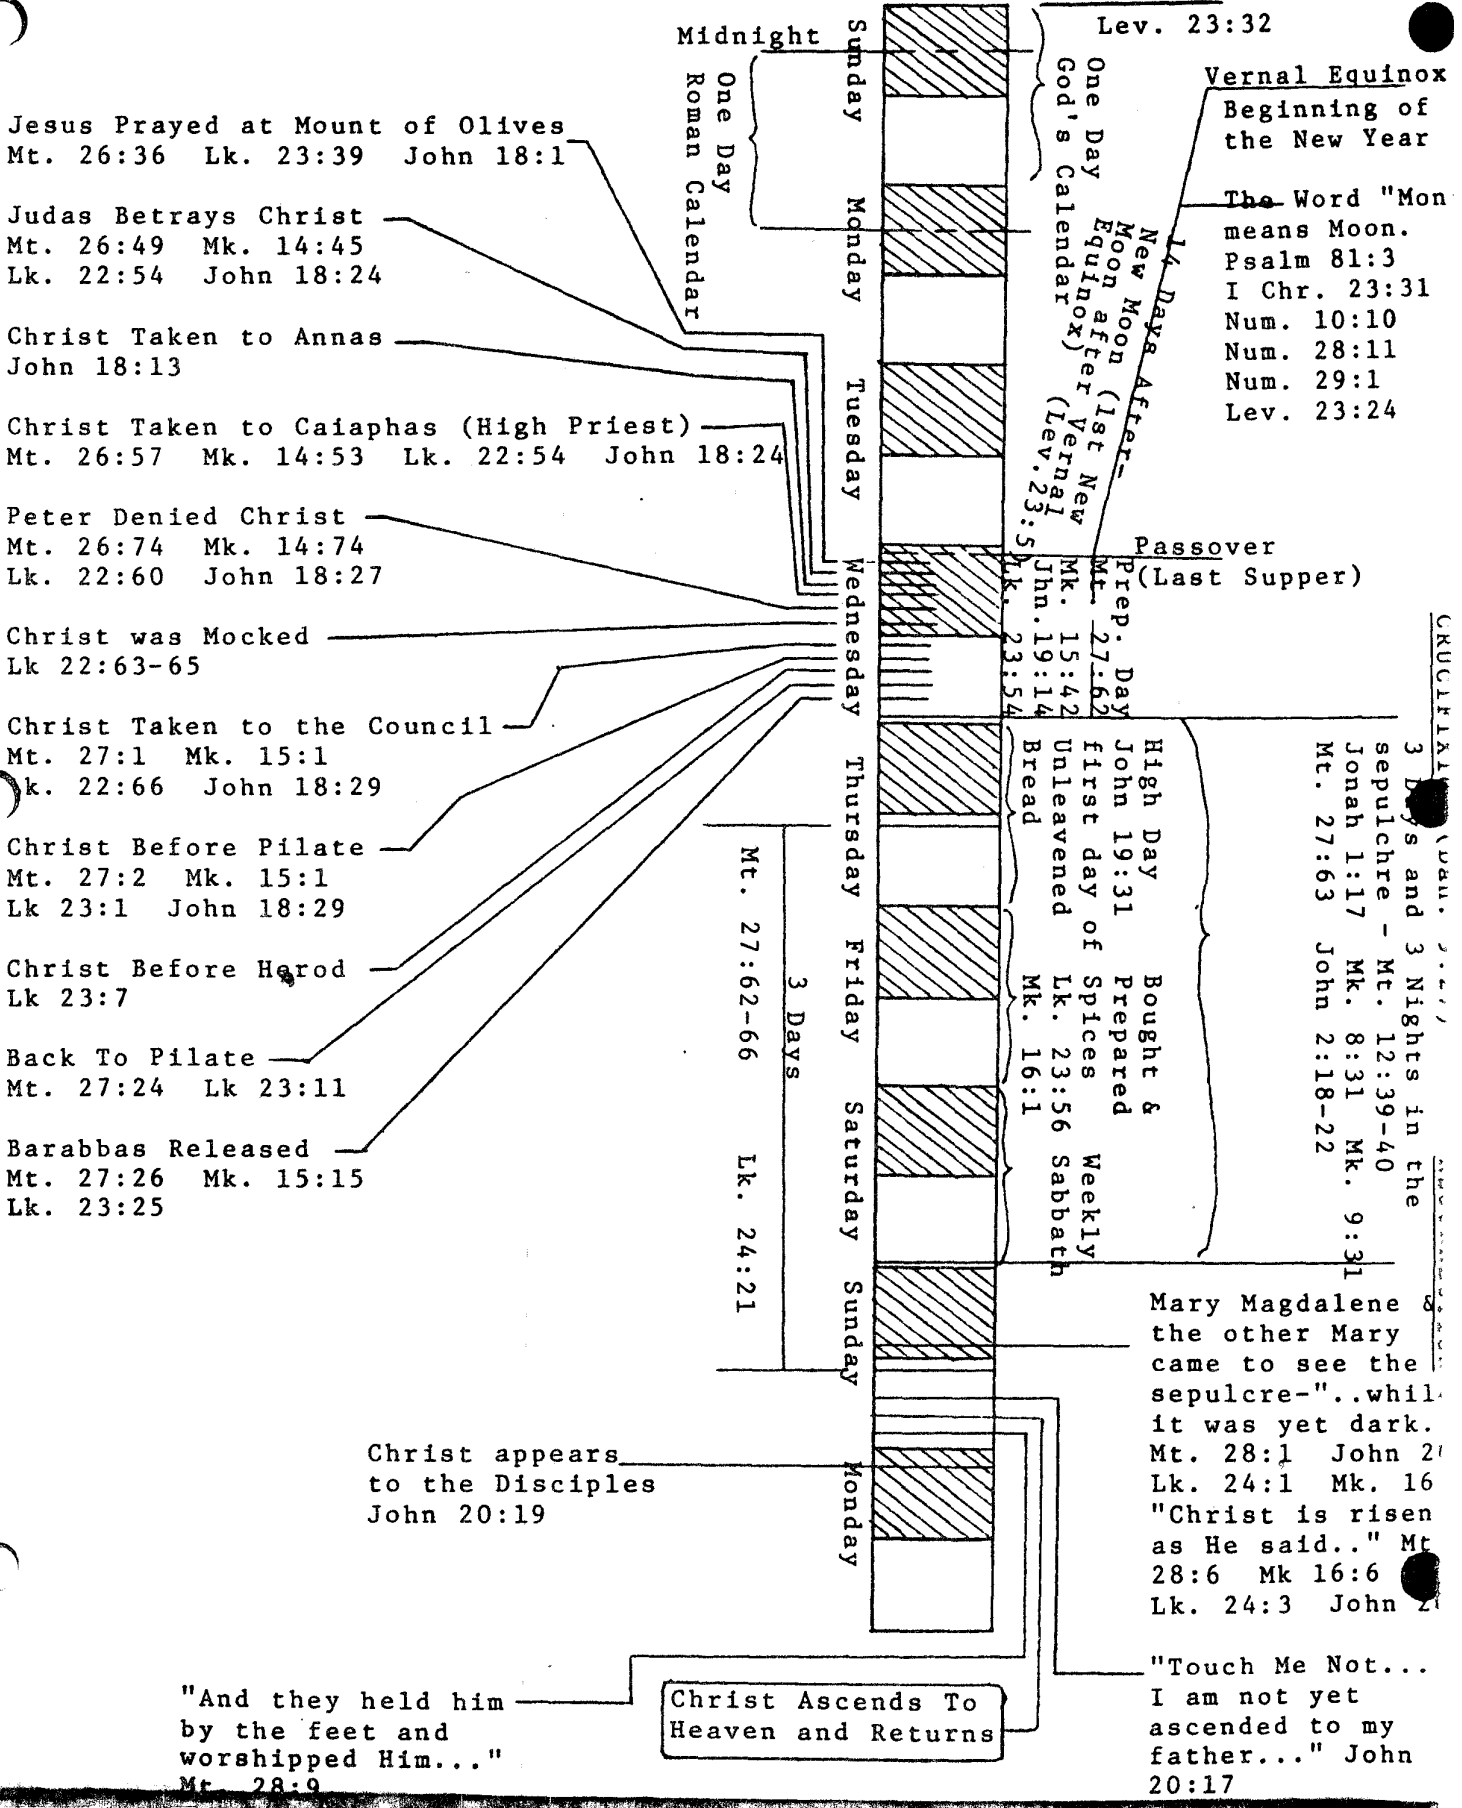 Lev. 23:32
Midnight
Sunday
One Day
Roman Calendar
One Day
God's Calendar
Vernal Equinox
Beginning of
the New Year
The Word "Mon
means Moon.
Psalm 81:3
I Chr. 23:31
Num. 10:10
Num. 28:11
Num. 29:1
Lev. 23:24
14 Days After-
New Moon (1st New
Moon after Vernal
Equinox) (Lev.23:5)
Jesus Prayed at Mount of Olives
Mt. 26:36 Lk. 23:39 John 18:1
Judas Betrays Christ
Mt. 26:49 Mk. 14:45
Lk. 22:54 John 18:24
Christ Taken to Annas
John 18:13
Christ Taken to Caiaphas (High Priest)
Mt. 26:57 Mk. 14:53 Lk. 22:54 John 18:24
Peter Denied Christ
Mt. 26:74 Mk. 14:74
Lk. 22:60 John 18:27
Christ was Mocked
Lk 22:63-65
Christ Taken to the Council
Mt. 27:1 Mk. 15:1
k. 22:66 John 18:29
Christ Before Pilate
Mt. 27:2 Mk. 15:1
Lk 23:1 John 18:29
Christ Before Herod
Lk 23:7
Back To Pilate
Mt. 27:24 Lk 23:11
Barabbas Released
Mt. 27:26 Mk. 15:15
Lk. 23:25
Monday
Tuesday
Wednesday
Thursday
Friday
Saturday
Sunday
Monday
Passover
(Last Supper)
Prep. Day
Mt. 27:62
Mk. 15:42
Jhn.19:14
Lk. 23:54
High Day
John 19:31
first day of
Unleavened
Bread
Bought &
Prepared
Spices
Lk. 23:56
Mk. 16:1
Weekly
Sabbath
3 Days and 3 Nights in the
sepulchre - Mt. 12:39-40
Jonah 1:17 Mk. 8:31 Mk. 9:31
Mt. 27:63 John 2:18-22
3 Days
Mt. 27:62-66 Lk. 24:21
Mary Magdalene &
the other Mary
came to see the
sepulcre-"..whil
it was yet dark.
Mt. 28:1 John 2
Lk. 24:1 Mk. 16
"Christ is risen
as He said.." Mt
28:6 Mk 16:6
Lk. 24:3 John
Christ appears
to the Disciples
John 20:19
"Touch Me Not...
I am not yet
ascended to my
father..." John
20:17
"And they held him
by the feet and
worshipped Him..."
Mt. 28:9
Christ Ascends To
Heaven and Returns